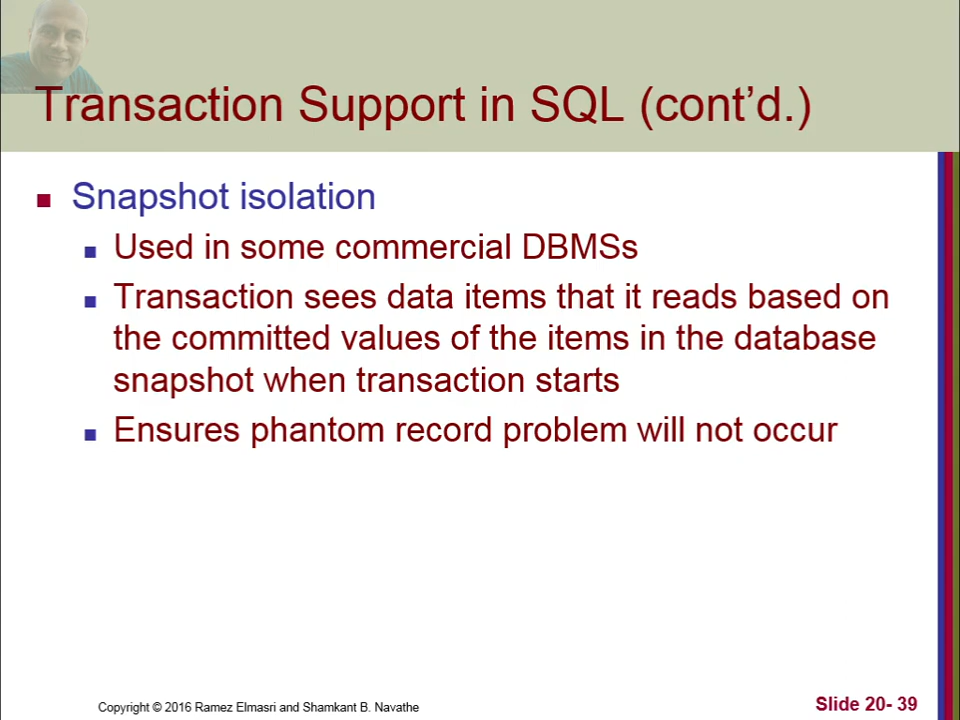 Transaction Support in SQL (cont’d.)
Snapshot isolation
Used in some commercial DBMSs
Transaction sees data items that it reads based on
the committed values of the items in the database
snapshot when transaction starts
Ensures phantom record problem will not occur
Copyright © 2016 Ramez Elmasri and Shamkant B. Navathe
Slide 20- 39